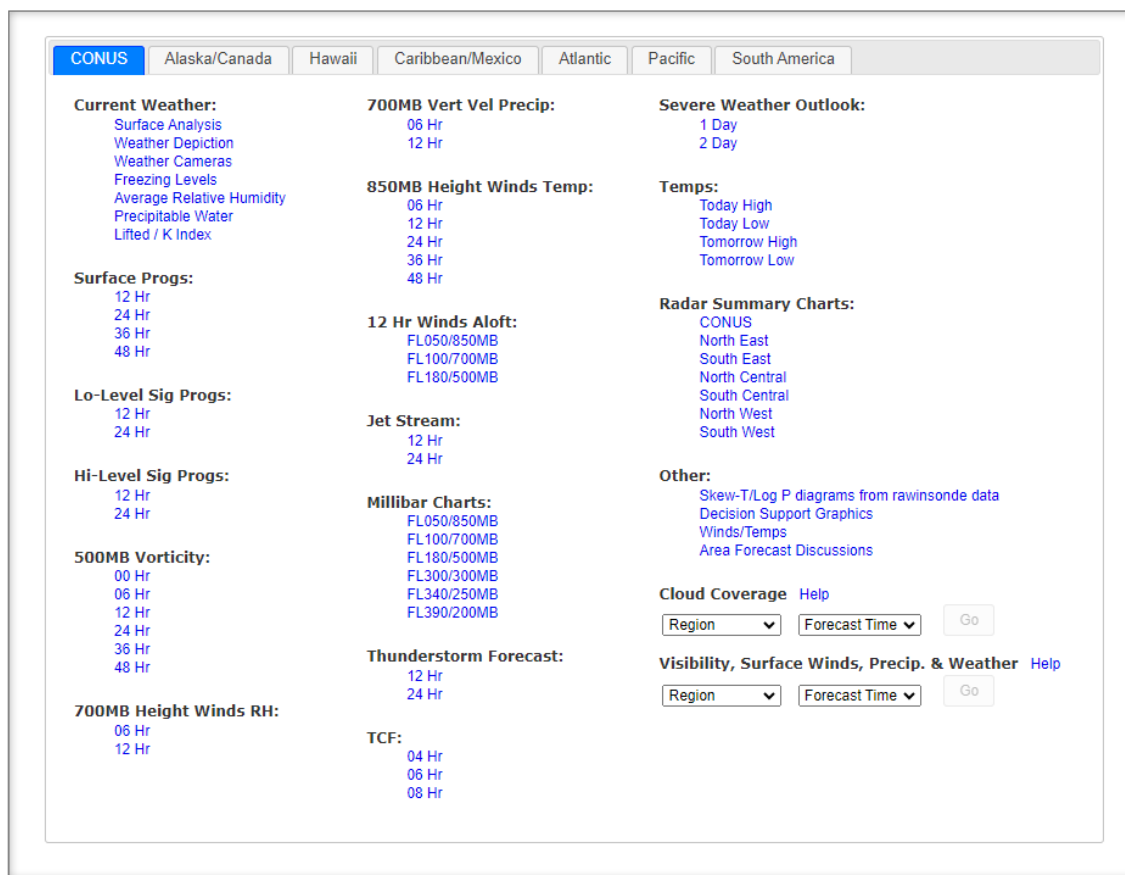 CONUS
Alaska/Canada
Hawaii
Caribbean/Mexico
Atlantic
Pacific
South America
Current Weather:
Surface Analysis
Weather Depiction
Weather Cameras
Freezing Levels
Average Relative Humidity
Precipitable Water
Lifted / K Index
Surface Progs:
12 Hr
24 Hr
36 Hr
48 Hr
Lo-Level Sig Progs:
12 Hr
24 Hr
Hi-Level Sig Progs:
12 Hr
24 Hr
500MB Vorticity:
00 Hr
06 Hr
12 Hr
24 Hr
36 Hr
48 Hr
700MB Height Winds RH:
06 Hr
12 Hr
700MB Vert Vel Precip:
06 Hr
12 Hr
850MB Height Winds Temp:
06 Hr
12 Hr
24 Hr
36 Hr
48 Hr
12 Hr Winds Aloft:
FL050/850MB
FL100/700MB
FL180/500MB
Jet Stream:
12 Hr
24 Hr
Millibar Charts:
FL050/850MB
FL100/700MB
FL180/500MB
FL300/300MB
FL340/250MB
FL390/200MB
Thunderstorm Forecast:
12 Hr
24 Hr
TCF:
04 Hr
06 Hr
08 Hr
Severe Weather Outlook:
1 Day
2 Day
Temps:
Today High
Today Low
Tomorrow High
Tomorrow Low
Radar Summary Charts:
CONUS
North East
South East
North Central
South Central
North West
South West
Other:
Skew-T/Log P diagrams from rawinsonde data
Decision Support Graphics
Winds/Temps
Area Forecast Discussions
Cloud Coverage Help
Region Forecast Time Go
Visibility, Surface Winds, Precip. & Weather Help
Region Forecast Time Go